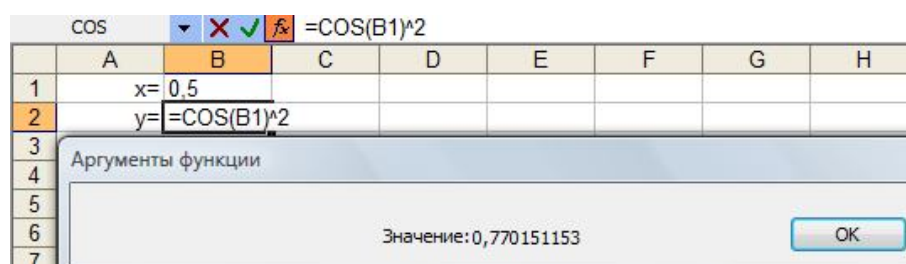 COS fx =COS(B1)^2
A B C D E F G H
1 x= 0,5
2 y= =COS(B1)^2
3
Аргументы функции
4
5
6 Значение:0,770151153 OK
7